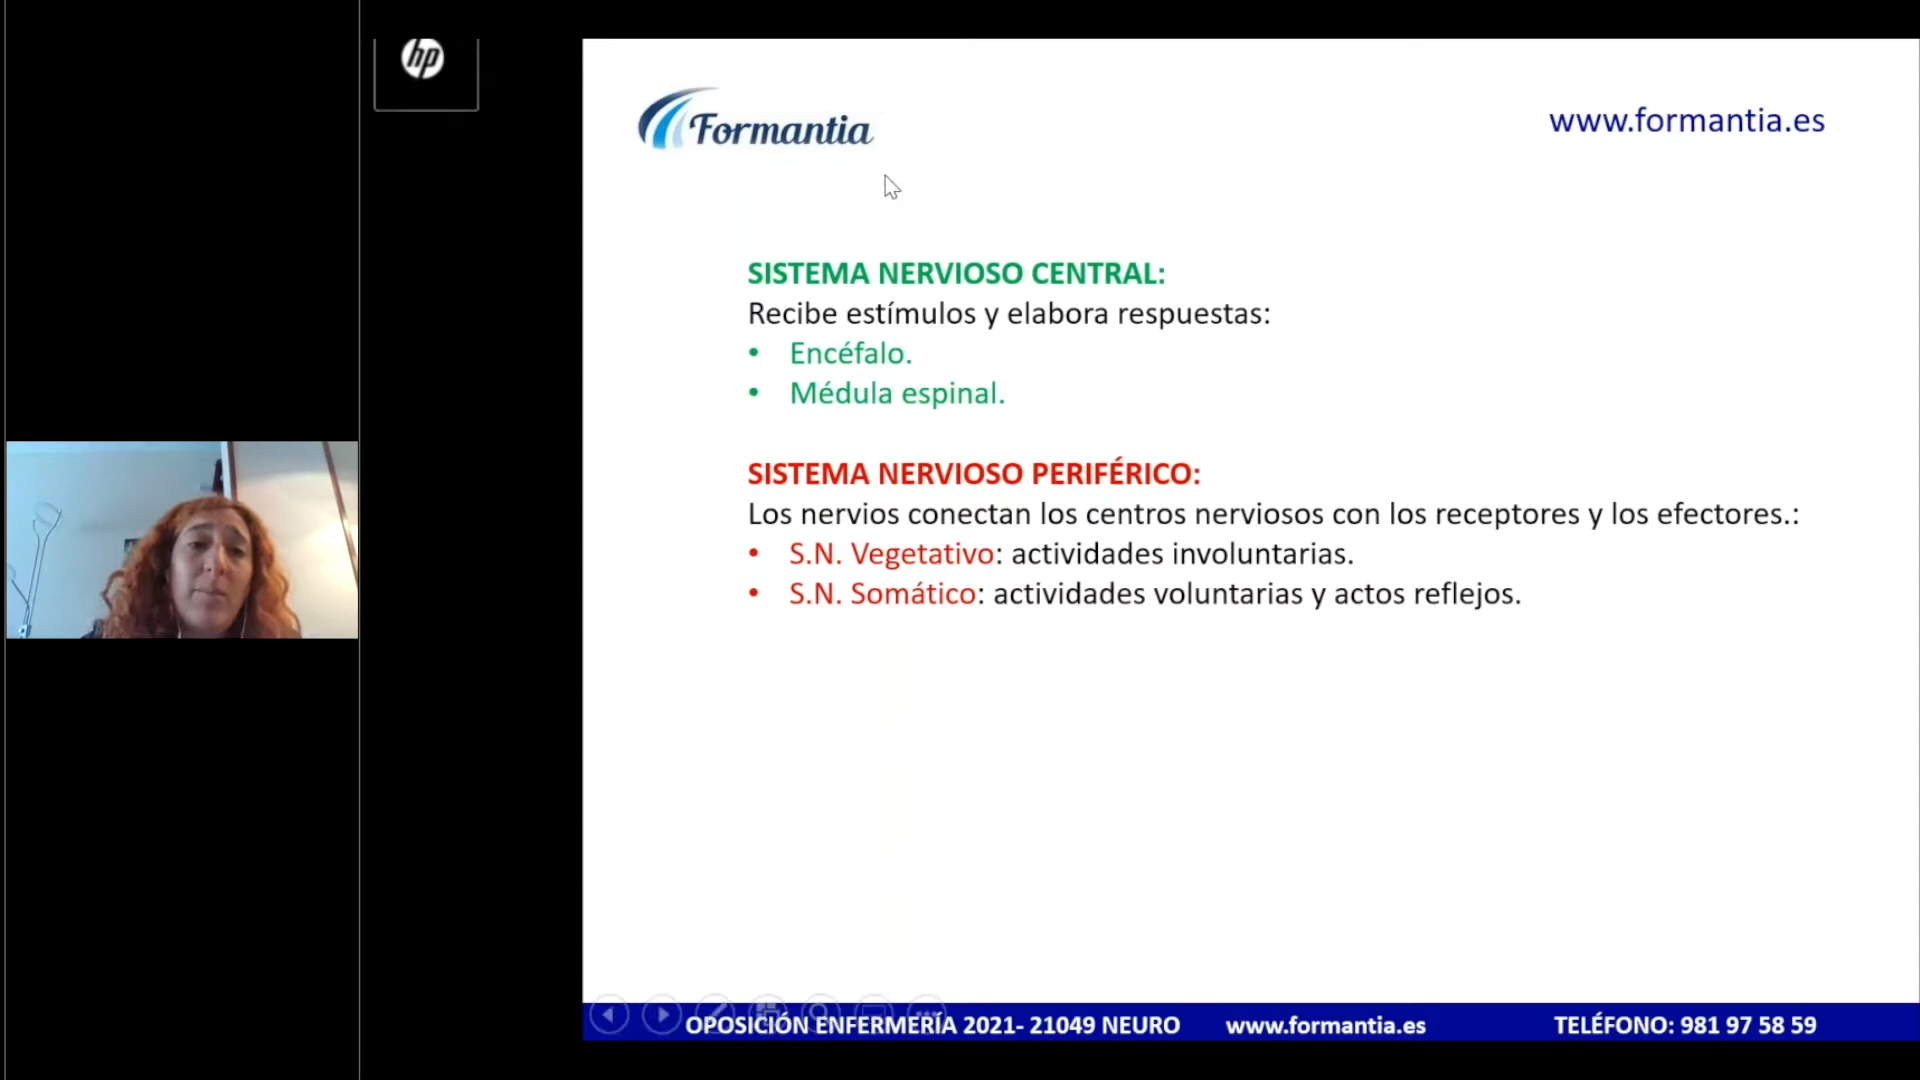 hp
Formantia
www.formantia.es
SISTEMA NERVIOSO CENTRAL:
Recibe estímulos y elabora respuestas:
• Encéfalo.
• Médula espinal.
SISTEMA NERVIOSO PERIFÉRICO:
Los nervios conectan los centros nerviosos con los receptores y los efectores.:
• S.N. Vegetativo: actividades involuntarias.
• S.N. Somático: actividades voluntarias y actos reflejos.
OPOSICIÓN ENFERMERÍA 2021- 21049 NEURO www.formantia.es TELÉFONO: 981 97 58 59